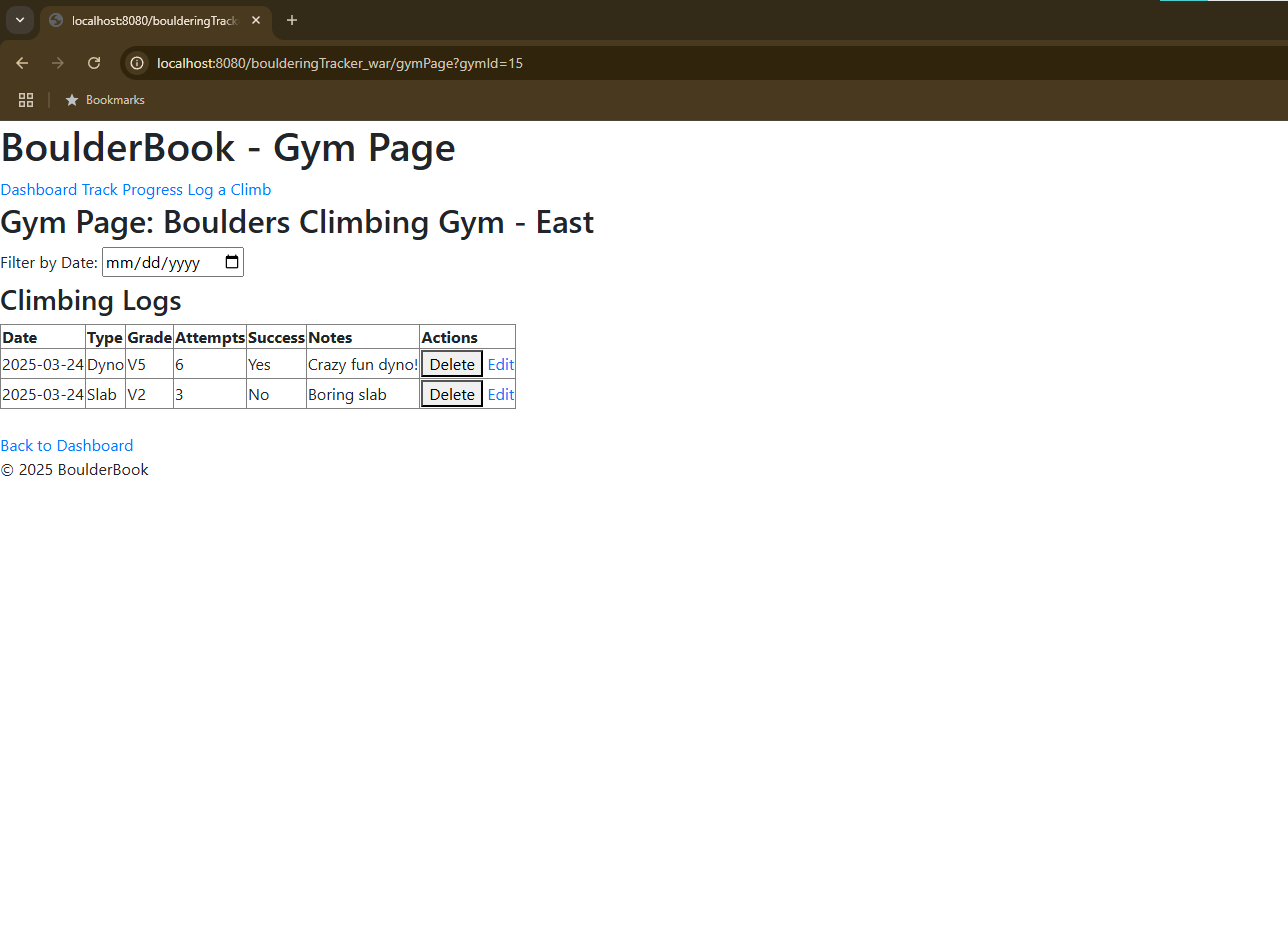 localhost:8080/boulderingTrack
localhost:8080/boulderingTracker_war/gymPage?gymId=15
Bookmarks
BoulderBook - Gym Page
Dashboard Track Progress Log a Climb
Gym Page: Boulders Climbing Gym - East
Filter by Date: mm/dd/yyyy
Climbing Logs
Date Type Grade Attempts Success Notes Actions
2025-03-24 Dyno V5 6 Yes Crazy fun dyno! Delete Edit
2025-03-24 Slab V2 3 No Boring slab Delete Edit
Back to Dashboard
© 2025 BoulderBook